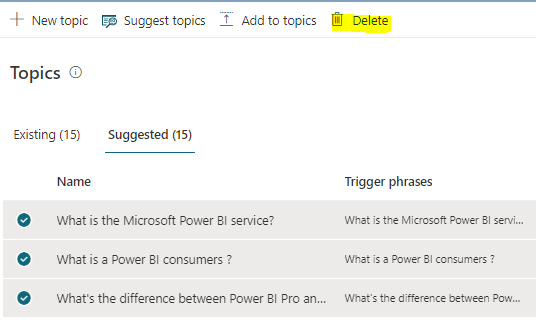 New topic Suggest topics Add to topics Delete
Topics
Existing (15) Suggested (15)
Name Trigger phrases
What is the Microsoft Power BI service? What is the Microsoft Power BI servi...
What is a Power BI consumers ? What is a Power BI consumers ?
What's the difference between Power BI Pro an... What's the difference between Pow...